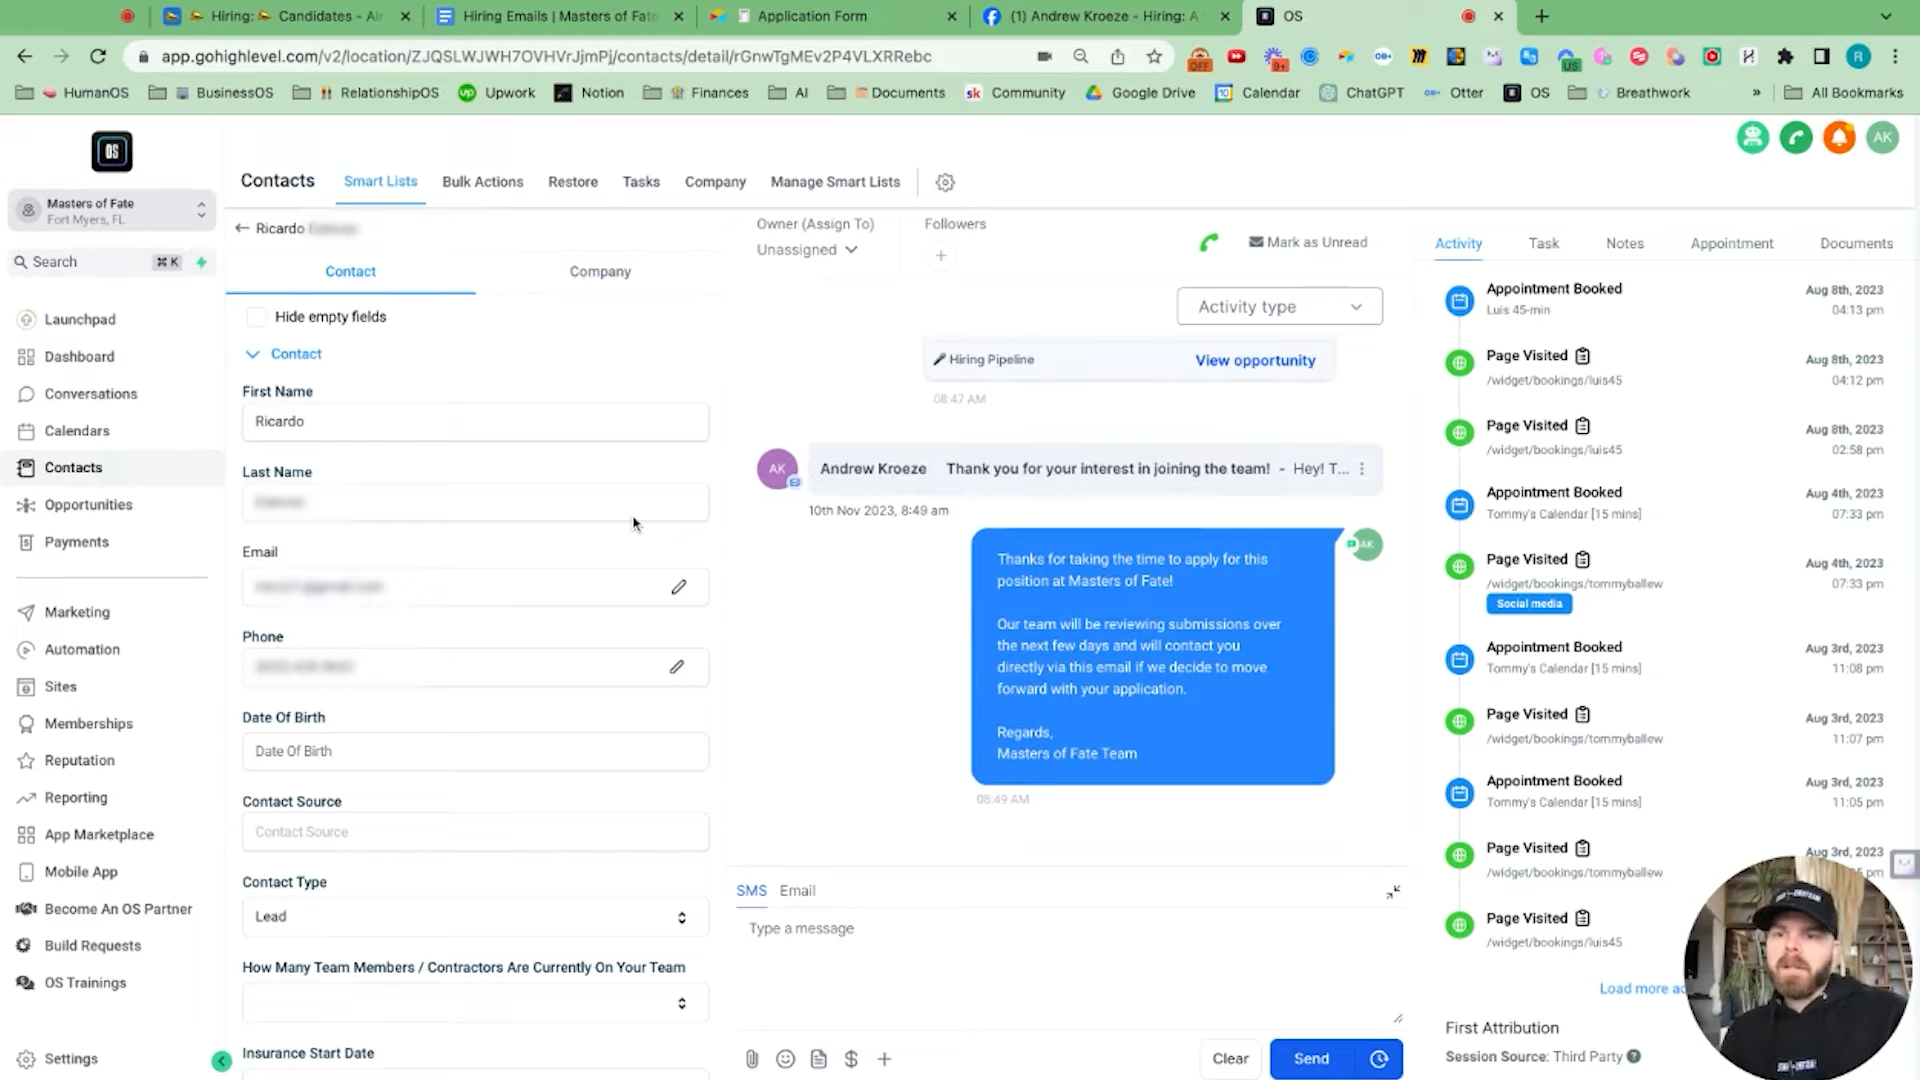 Hiring: Candidates - Air
Hiring Emails | Masters of Fate
Application Form
(1) Andrew Kroeze - Hiring: A
OS
app.gohighlevel.com/v2/location/ZJQSLWJWH7OVHVrJjmPj/contacts/detail/rGnwTgMEv2P4VLXRRebc
OFF
9+
US
R
HumanOS
BusinessOS
RelationshipOS
Upwork
Notion
Finances
AI
Documents
sk Community
Google Drive
Calendar
ChatGPT
Otter
OS
Breathwork
»
All Bookmarks
OS
AK
Masters of Fate
Fort Myers, FL
Search
⌘ K
Launchpad
Dashboard
Conversations
Calendars
Contacts
Opportunities
Payments
Marketing
Automation
Sites
Memberships
Reputation
Reporting
App Marketplace
Mobile App
Become An OS Partner
Build Requests
OS Trainings
Settings
Contacts
Smart Lists
Bulk Actions
Restore
Tasks
Company
Manage Smart Lists
Ricardo
Contact
Company
Hide empty fields
Contact
First Name
Ricardo
Last Name
Email
Phone
Date Of Birth
Date Of Birth
Contact Source
Contact Source
Contact Type
Lead
How Many Team Members / Contractors Are Currently On Your Team
Insurance Start Date
Owner (Assign To)
Unassigned
Followers
Mark as Unread
Activity type
Hiring Pipeline
View opportunity
08:47 AM
AK
Andrew Kroeze Thank you for your interest in joining the team! - Hey! T...
10th Nov 2023, 8:49 am
AK
Thanks for taking the time to apply for this
position at Masters of Fate!
Our team will be reviewing submissions over
the next few days and will contact you
directly via this email if we decide to move
forward with your application.
Regards,
Masters of Fate Team
08:49 AM
SMS
Email
Type a message
Clear
Send
Activity
Task
Notes
Appointment
Documents
Appointment Booked
Aug 8th, 2023
Luis 45-min
04:13 pm
Page Visited
Aug 8th, 2023
/widget/bookings/luis45
04:12 pm
Page Visited
Aug 8th, 2023
/widget/bookings/luis45
02:58 pm
Appointment Booked
Aug 4th, 2023
Tommy's Calendar [15 mins]
07:33 pm
Page Visited
Aug 4th, 2023
/widget/bookings/tommyballew
07:33 pm
Social media
Appointment Booked
Aug 3rd, 2023
Tommy's Calendar [15 mins]
11:08 pm
Page Visited
Aug 3rd, 2023
/widget/bookings/tommyballew
11:07 pm
Appointment Booked
Aug 3rd, 2023
Tommy's Calendar [15 mins]
11:05 pm
Page Visited
Aug 3rd, 2023
/widget/bookings/tommyballew
pm
Page Visited
/widget/bookings/luis45
Load more
First Attribution
Session Source: Third Party